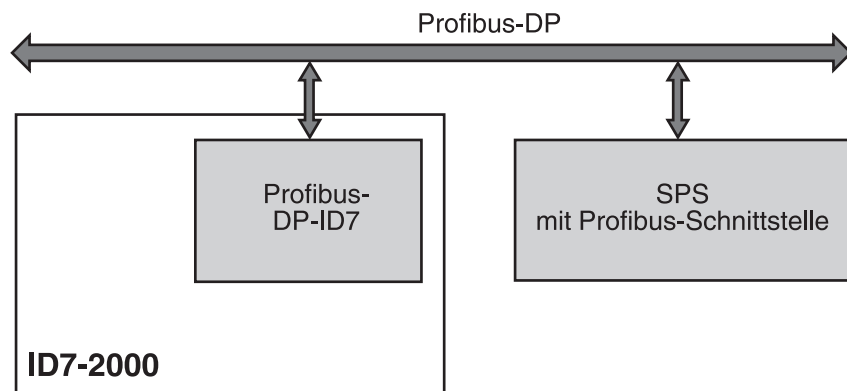 Profibus-DP
Profibus-
DP-ID7
SPS
mit Profibus-Schnittstelle
ID7-2000